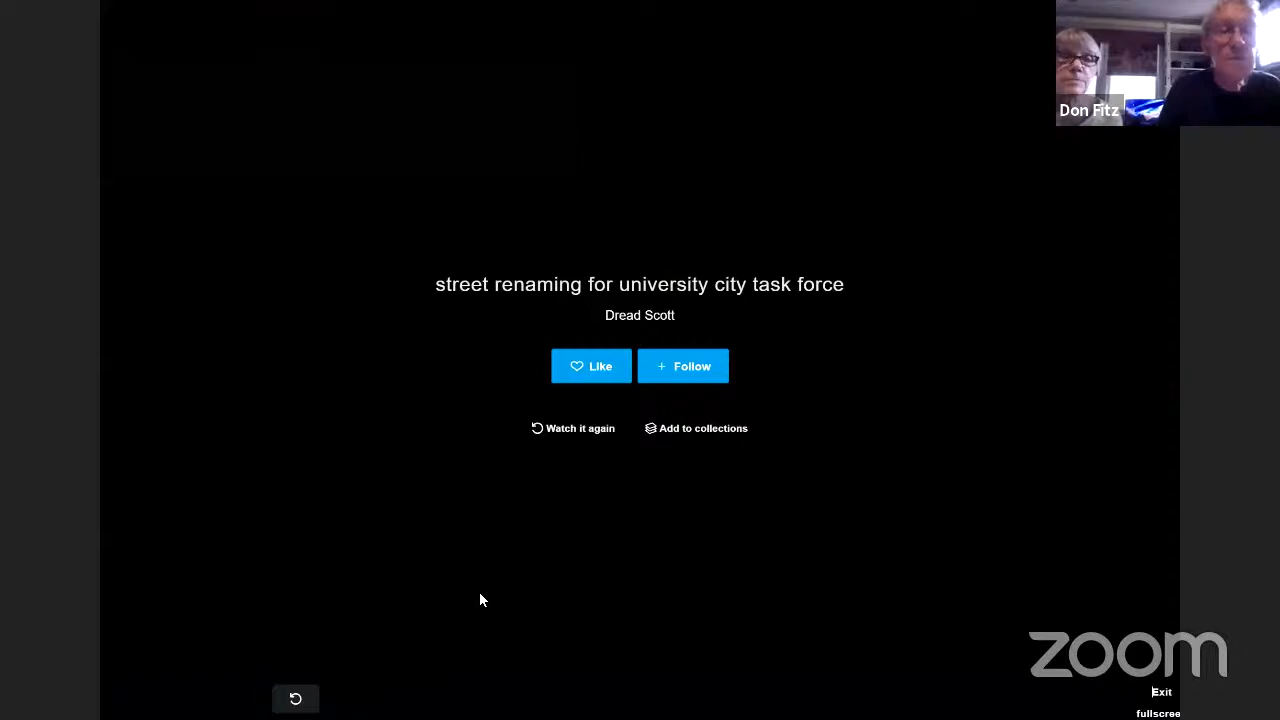 Don Fitz
street renaming for university city task force
Dread Scott
Like
+ Follow
Watch it again
Add to collections
zoom
Exit
fullscree